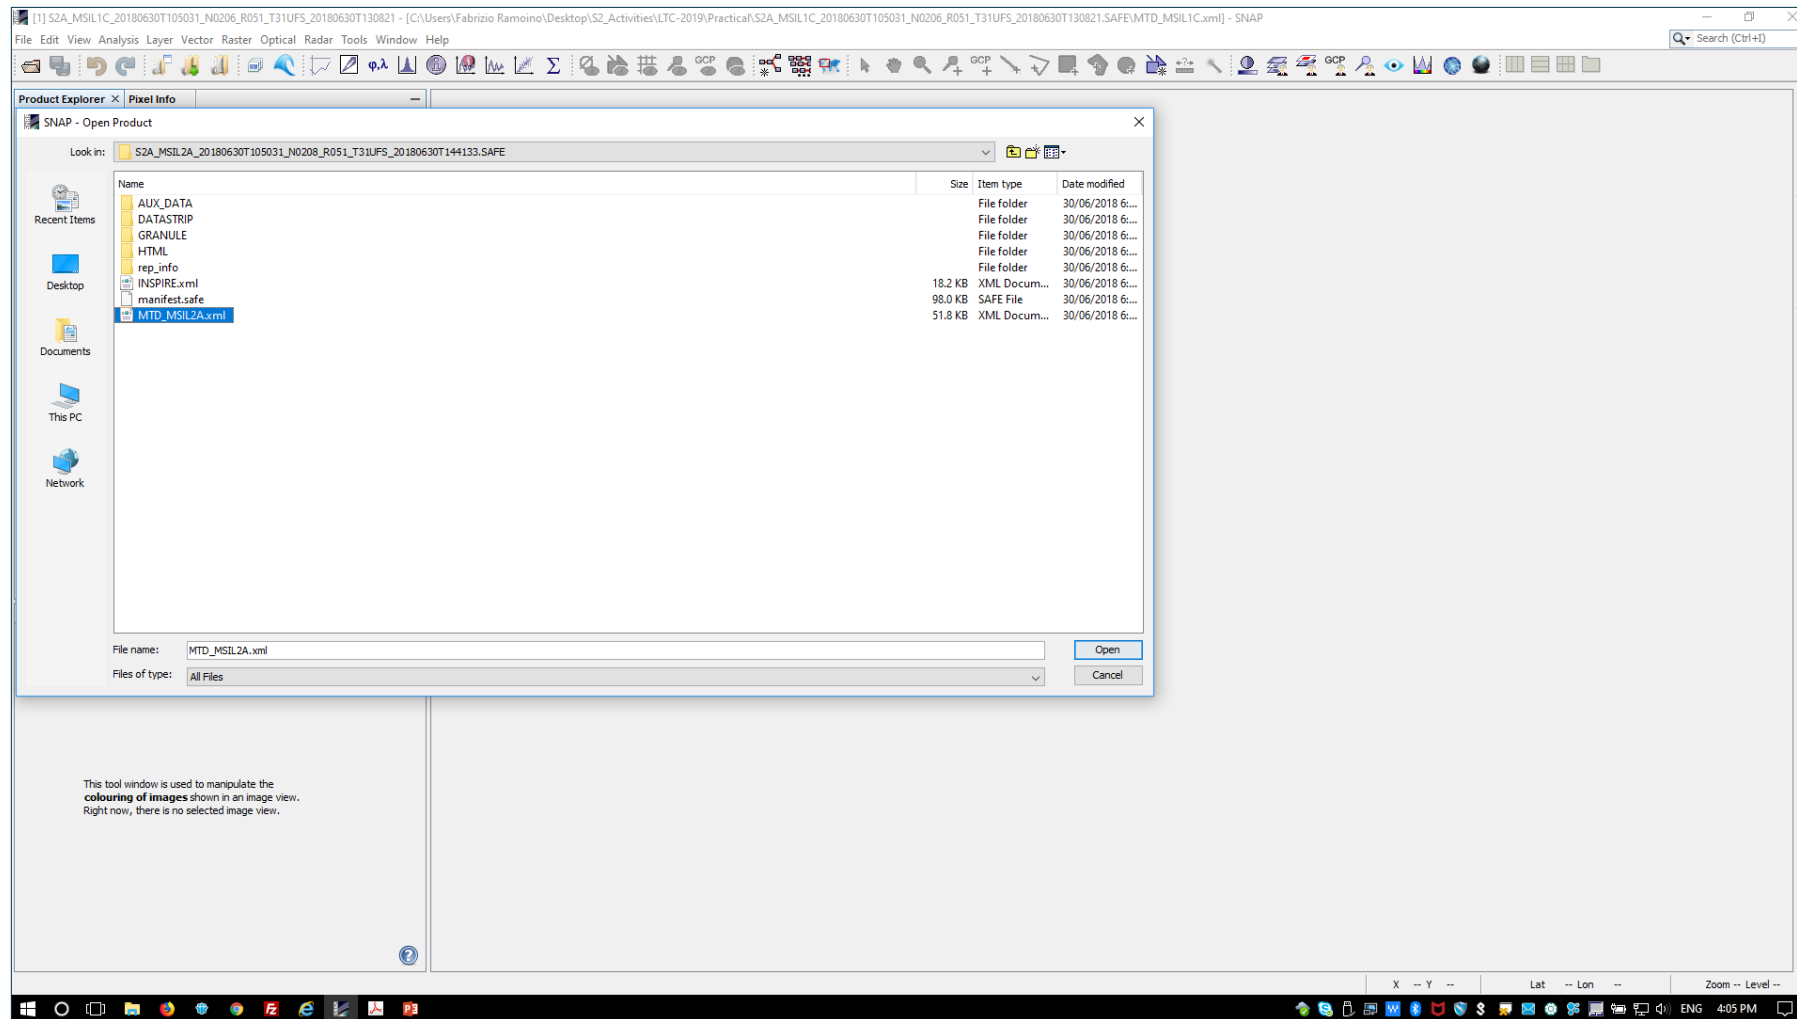 [1] S2A_MSIL1C_20180630T105031_N0206_R051_T31UFS_20180630T130821 - [C:\Users\Fabrizio Ramoino\Desktop\S2_Activities\LTC-2019\Practical\S2A_MSIL1C_20180630T105031_N0206_R051_T31UFS_20180630T130821.SAFE\MTD_MSIL1C.xml] - SNAP
File Edit View Analysis Layer Vector Raster Optical Radar Tools Window Help
Search (Ctrl+I)
Product Explorer Pixel Info
SNAP - Open Product
Look in: S2A_MSIL2A_20180630T105031_N0208_R051_T31UFS_20180630T144133.SAFE
Name Size Item type Date modified
AUX_DATA File folder 30/06/2018 6:...
DATASTRIP File folder 30/06/2018 6:...
GRANULE File folder 30/06/2018 6:...
HTML File folder 30/06/2018 6:...
rep_info File folder 30/06/2018 6:...
INSPIRE.xml 18.2 KB XML Docum... 30/06/2018 6:...
manifest.safe 98.0 KB SAFE File 30/06/2018 6:...
MTD_MSIL2A.xml 51.8 KB XML Docum... 30/06/2018 6:...
Recent Items
Desktop
Documents
This PC
Network
File name: MTD_MSIL2A.xml Open
Files of type: All Files Cancel
This tool window is used to manipulate the
colouring of images shown in an image view.
Right now, there is no selected image view.
X -- Y -- Lat -- Lon -- Zoom -- Level --
ENG 4:05 PM